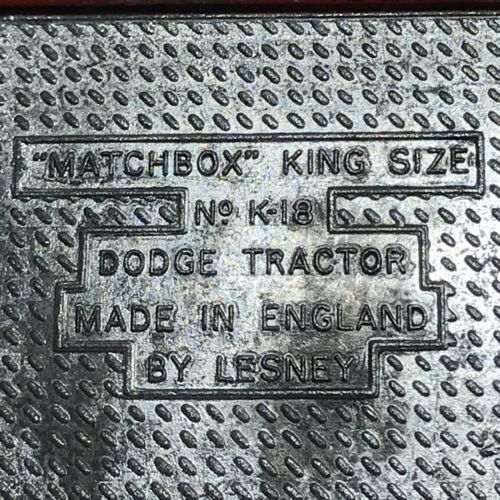 "MATCHBOX" KING SIZE
No K-18
DODGE TRACTOR
MADE IN ENGLAND
BY LESNEY